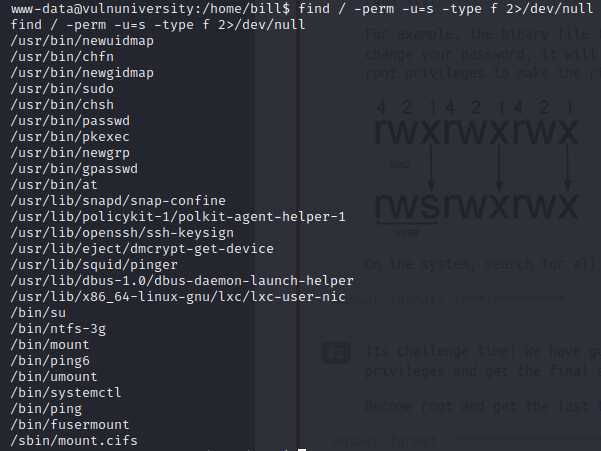 www-data@vulnuniversity:/home/bill$ find / -perm -u=s -type f 2>/dev/null
find / -perm -u=s -type f 2>/dev/null
/usr/bin/newuidmap
/usr/bin/chfn
/usr/bin/newgidmap
/usr/bin/sudo
/usr/bin/chsh
/usr/bin/passwd
/usr/bin/pkexec
/usr/bin/newgrp
/usr/bin/gpasswd
/usr/bin/at
/usr/lib/snapd/snap-confine
/usr/lib/policykit-1/polkit-agent-helper-1
/usr/lib/openssh/ssh-keysign
/usr/lib/eject/dmcrypt-get-device
/usr/lib/squid/pinger
/usr/lib/dbus-1.0/dbus-daemon-launch-helper
/usr/lib/x86_64-linux-gnu/lxc/lxc-user-nic
/bin/su
/bin/ntfs-3g
/bin/mount
/bin/ping6
/bin/umount
/bin/systemctl
/bin/ping
/bin/fusermount
/sbin/mount.cifs
For example, the binary file
change your password, it will
root privileges to make the
4 2 1 4 2 1 4 2 1
rwxrwxrwx
SUID
rwsrwxrwx
USER
On the system, search for all
Answer format: /***/*********
#2
Its challenge time! We have
privileges and get the final
Become root and get the last
Answer format: